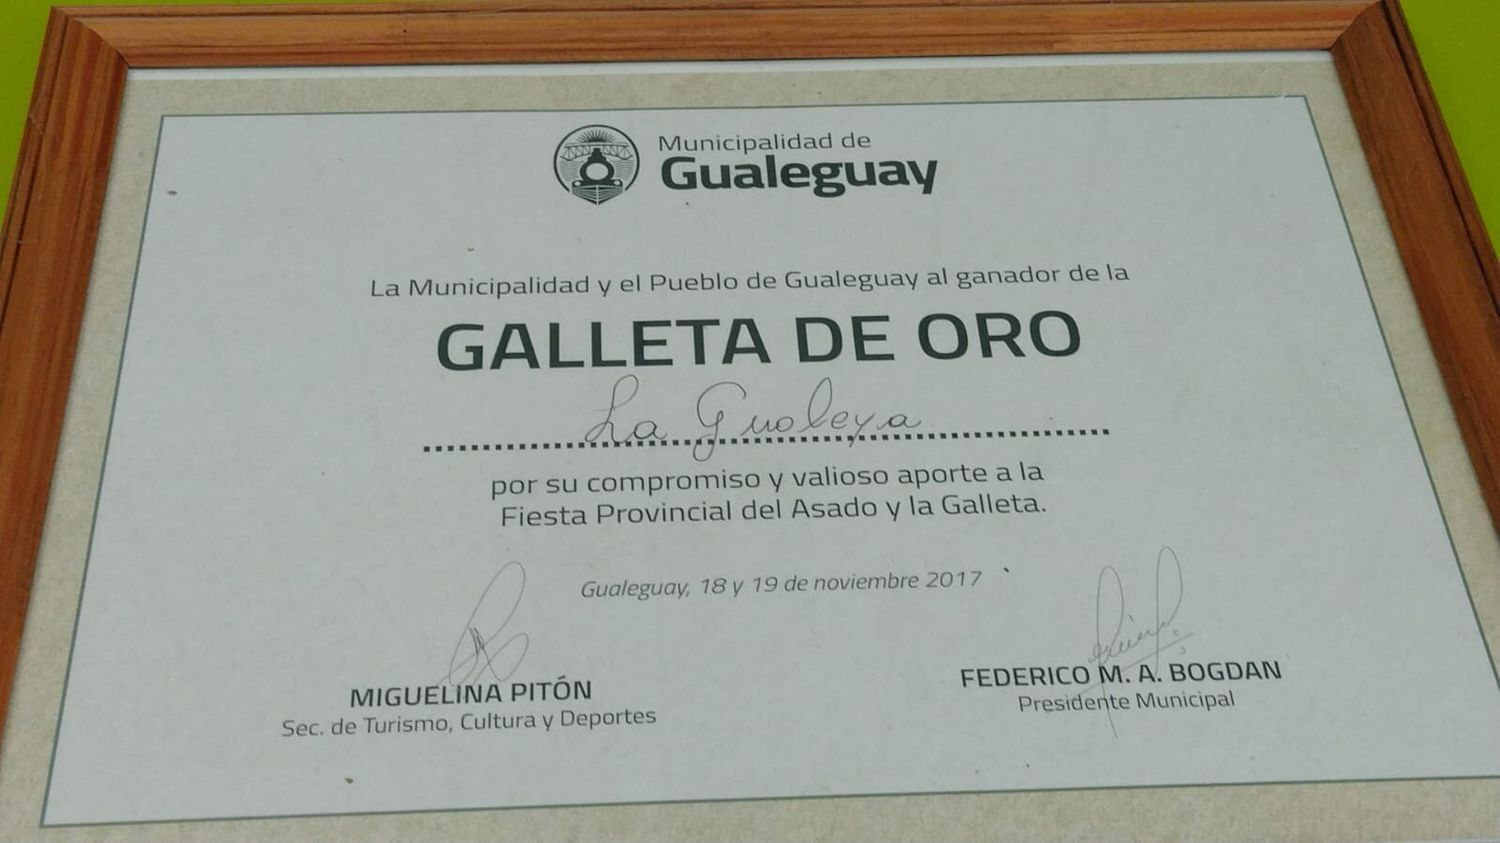 Municipalidad de
Gualeguay
La Municipalidad y el Pueblo de Gualeguay al ganador de la
GALLETA DE ORO
La Gualeya
por su compromiso y valioso aporte a la
Fiesta Provincial del Asado y la Galleta.
Gualeguay, 18 y 19 de noviembre 2017
MIGUELINA PITÓN
Sec. de Turismo, Cultura y Deportes
FEDERICO M. A. BOGDAN
Presidente Municipal